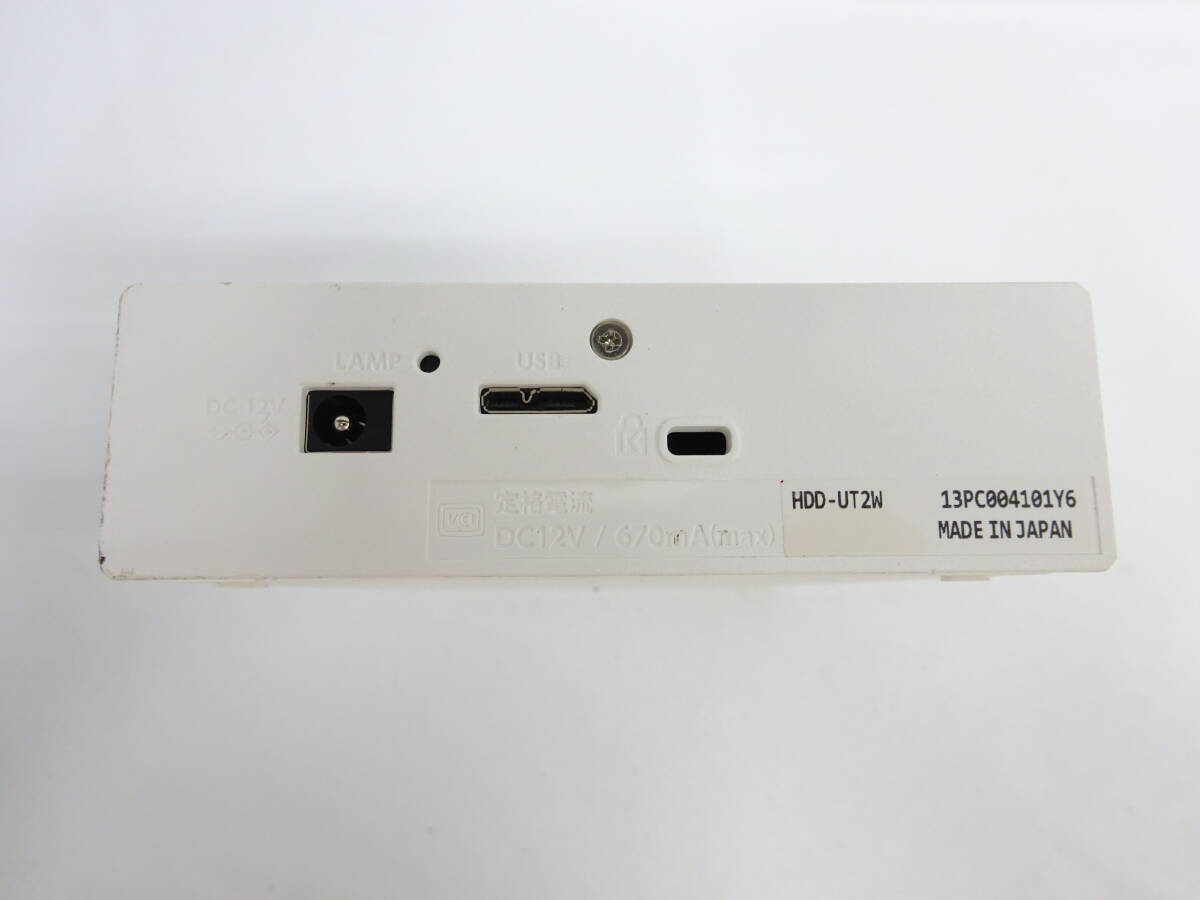 LAMP
USB
DC 12V
定格電流
DC12V / 670mA(max)
HDD-UT2W 13PC004101Y6
MADE IN JAPAN